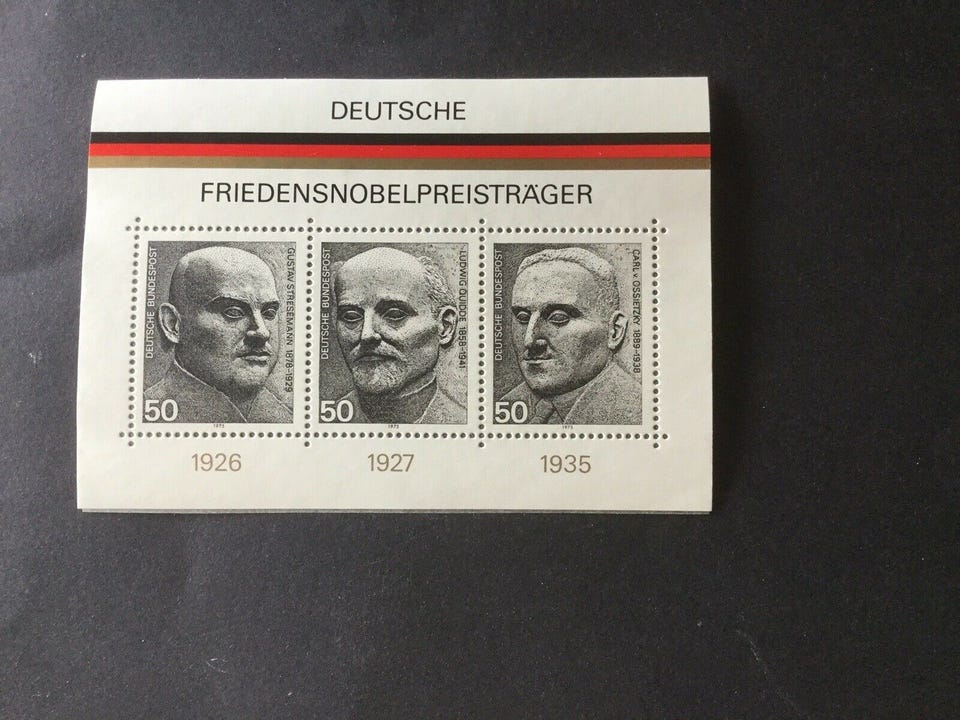 DEUTSCHE
FRIEDENSNOBELPREISTRÄGER
DEUTSCHE BUNDESPOST
GUSTAV STRESEMANN 1878-1929
50
1975
DEUTSCHE BUNDESPOST
LUDWIG QUIDDE 1858-1941
50
1975
DEUTSCHE BUNDESPOST
CARL v. OSSIETZKY 1889-1938
50
1975
1926
1927
1935